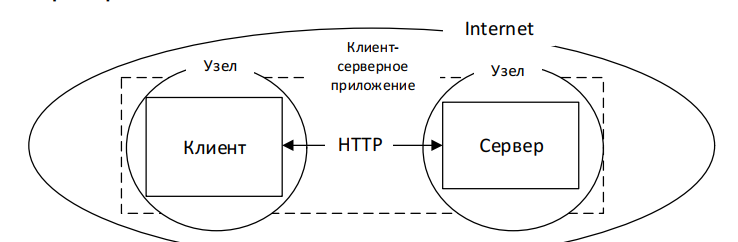 Internet
Клиент-
серверное
приложение
Узел
Узел
Клиент
HTTP
Сервер